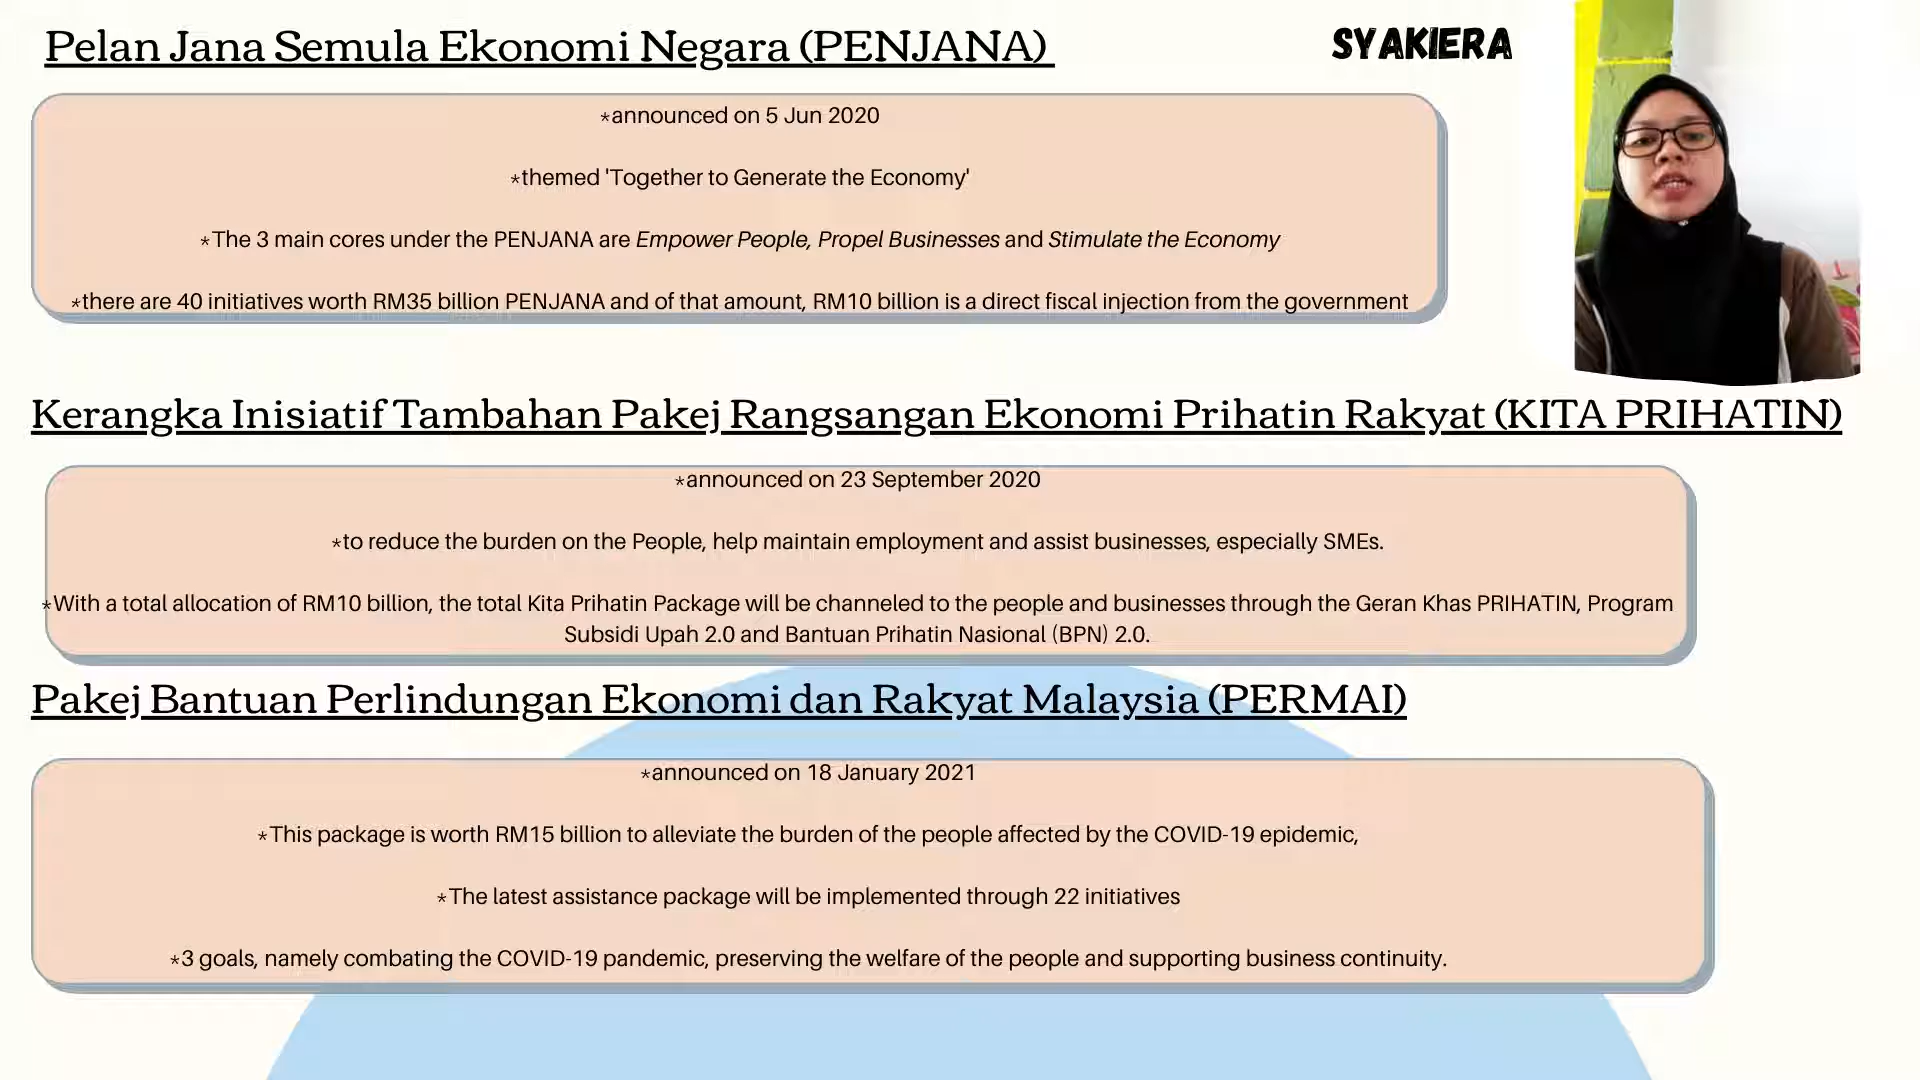 Pelan Jana Semula Ekonomi Negara (PENJANA)
SYAKIERA
*announced on 5 Jun 2020
*themed 'Together to Generate the Economy'
*The 3 main cores under the PENJANA are Empower People, Propel Businesses and Stimulate the Economy
*there are 40 initiatives worth RM35 billion PENJANA and of that amount, RM10 billion is a direct fiscal injection from the government
Kerangka Inisiatif Tambahan Pakej Rangsangan Ekonomi Prihatin Rakyat (KITA PRIHATIN)
*announced on 23 September 2020
*to reduce the burden on the People, help maintain employment and assist businesses, especially SMEs.
*With a total allocation of RM10 billion, the total Kita Prihatin Package will be channeled to the people and businesses through the Geran Khas PRIHATIN, Program
Subsidi Upah 2.0 and Bantuan Prihatin Nasional (BPN) 2.0.
Pakej Bantuan Perlindungan Ekonomi dan Rakyat Malaysia (PERMAI)
*announced on 18 January 2021
*This package is worth RM15 billion to alleviate the burden of the people affected by the COVID-19 epidemic,
*The latest assistance package will be implemented through 22 initiatives
*3 goals, namely combating the COVID-19 pandemic, preserving the welfare of the people and supporting business continuity.